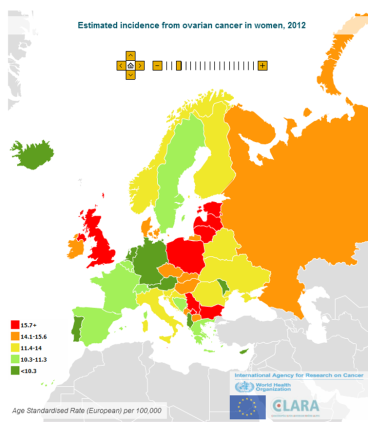 Estimated incidence from ovarian cancer in women, 2012
15.7+
14.1-15.6
11.4-14
10.3-11.3
<10.3
International Agency for Research on Cancer
World Health
Organization
CLARA
Age Standardised Rate (European) per 100,000